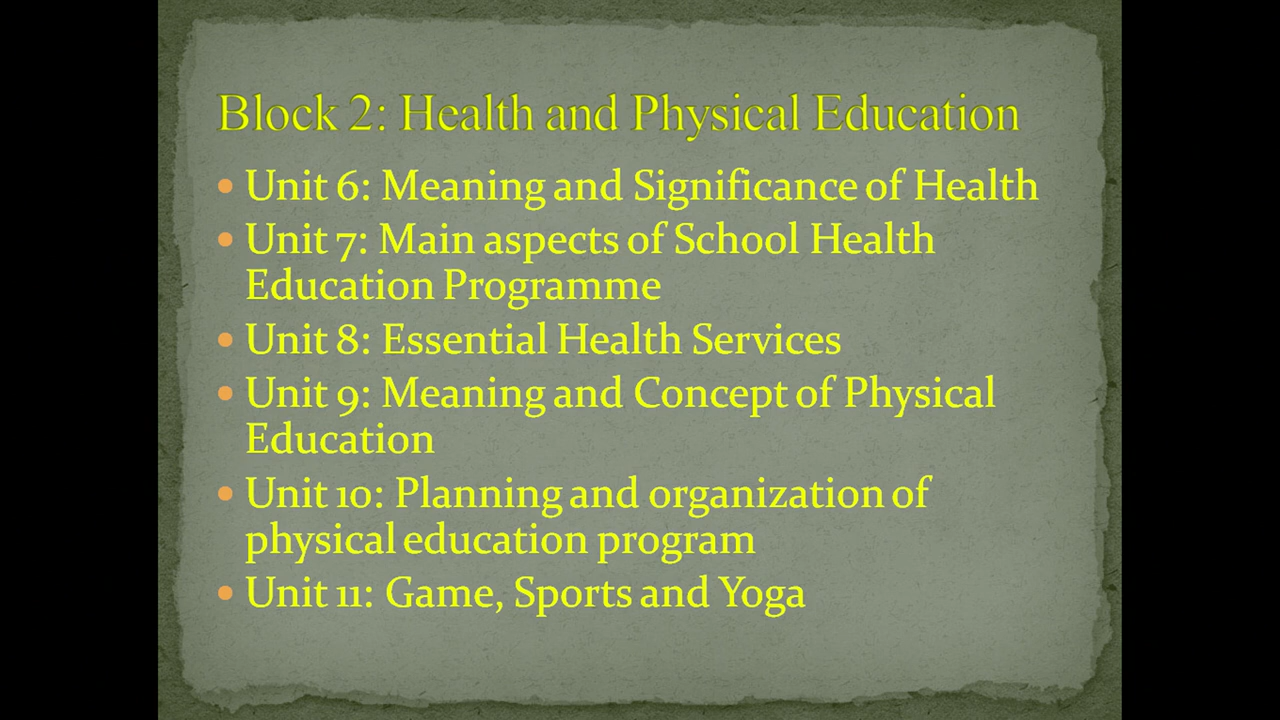 Block 2: Health and Physical Education
• Unit 6: Meaning and Significance of Health
• Unit 7: Main aspects of School Health
Education Programme
• Unit 8: Essential Health Services
• Unit 9: Meaning and Concept of Physical
Education
• Unit 10: Planning and organization of
physical education program
• Unit 11: Game, Sports and Yoga